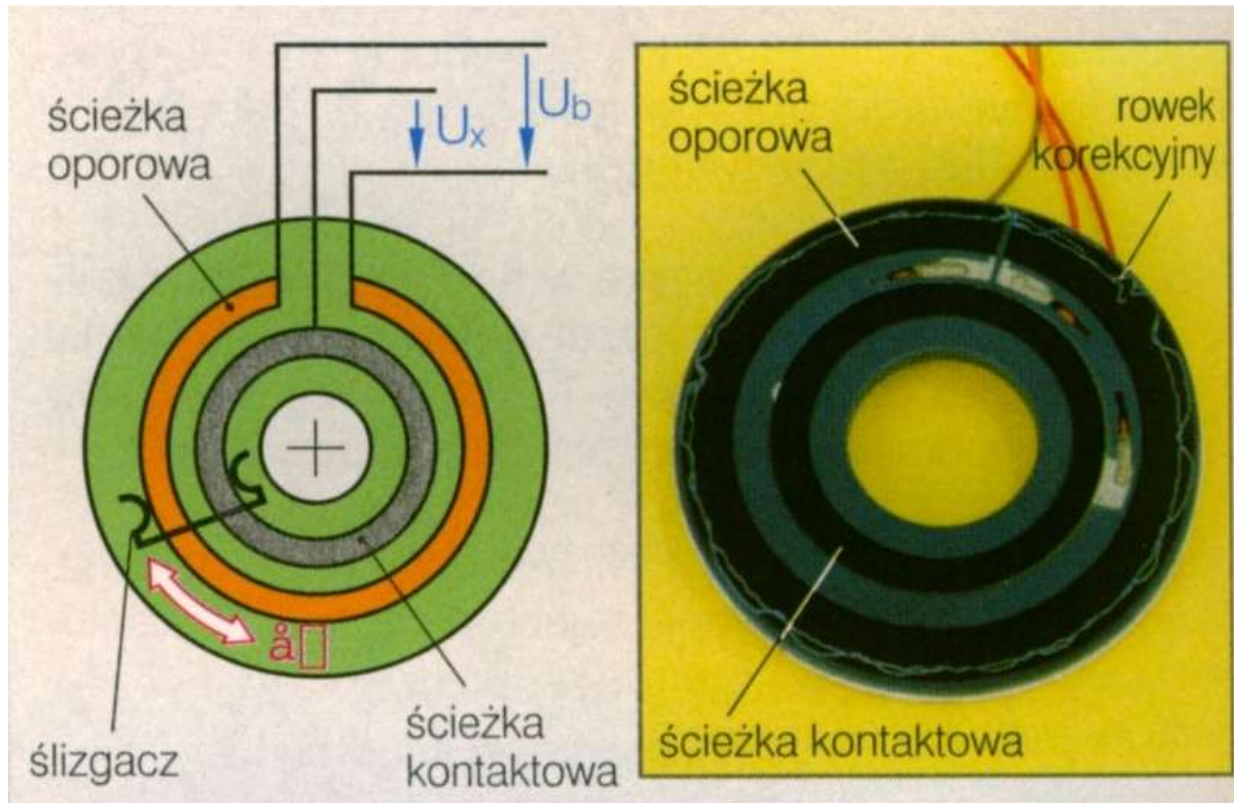 ścieżka
oporowa
Ux
Ub
å
ślizgacz
ścieżka
kontaktowa
ścieżka
oporowa
rowek
korekcyjny
ścieżka kontaktowa